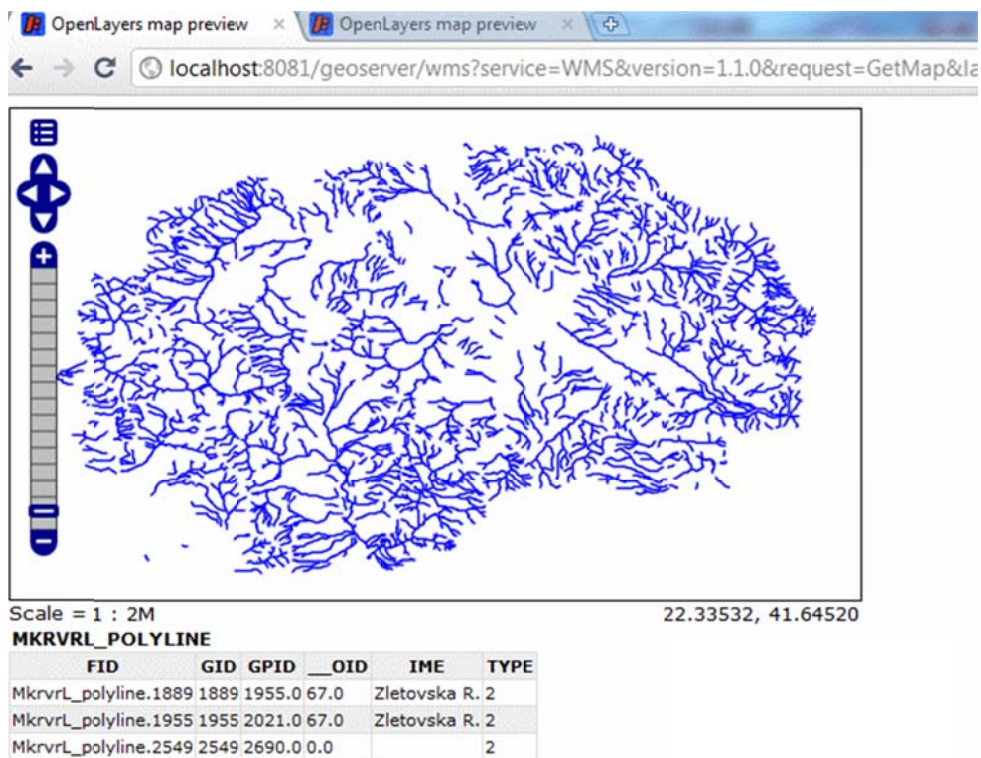 OpenLayers map preview OpenLayers map preview
localhost:8081/geoserver/wms?service=WMS&version=1.1.0&request=GetMap&la
Scale = 1 : 2M 22.33532, 41.64520
MKRVRL_POLYLINE
FID GID GPID __OID IME TYPE
MkrvrL_polyline.1889 1889 1955.0 67.0 Zletovska R. 2
MkrvrL_polyline.1955 1955 2021.0 67.0 Zletovska R. 2
MkrvrL_polyline.2549 2549 2690.0 0.0 2